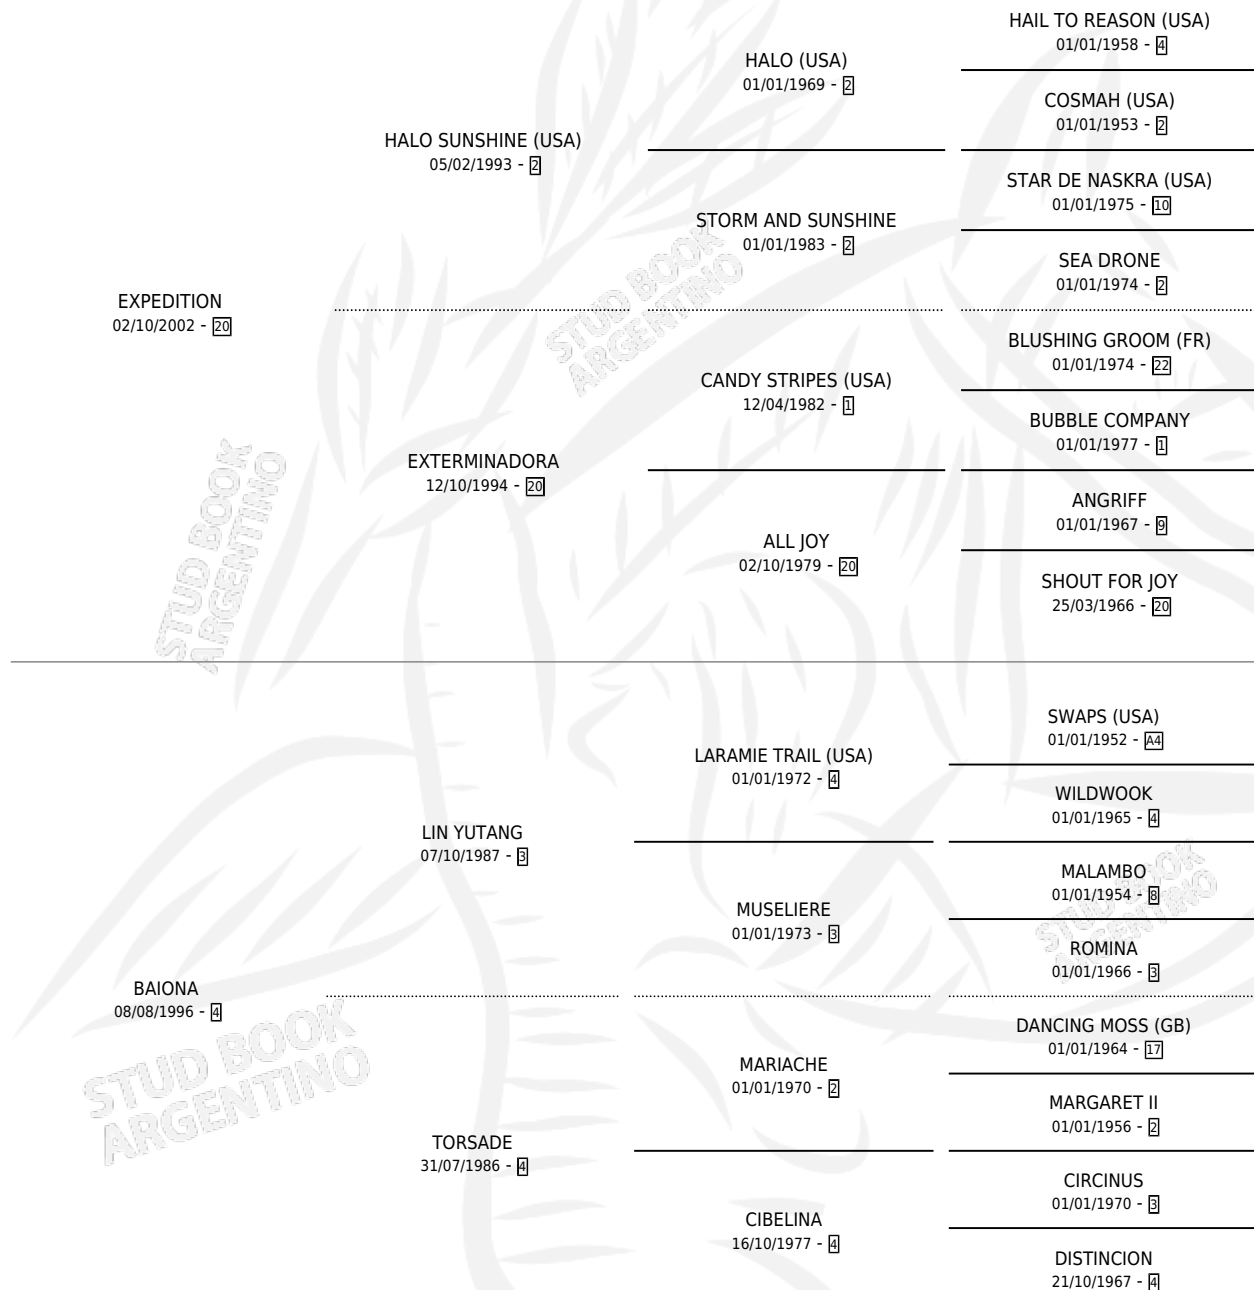 HAIL TO REASON (USA)
01/01/1958 - 4
HALO (USA)
01/01/1969 - 2
COSMAH (USA)
01/01/1953 - 2
HALO SUNSHINE (USA)
05/02/1993 - 2
STAR DE NASKRA (USA)
01/01/1975 - 10
STORM AND SUNSHINE
01/01/1983 - 2
SEA DRONE
01/01/1974 - 2
EXPEDITION
02/10/2002 - 20
BLUSHING GROOM (FR)
01/01/1974 - 22
CANDY STRIPES (USA)
12/04/1982 - 1
BUBBLE COMPANY
01/01/1977 - 1
EXTERMINADORA
12/10/1994 - 20
ANGRIFF
01/01/1967 - 9
ALL JOY
02/10/1979 - 20
SHOUT FOR JOY
25/03/1966 - 20
SWAPS (USA)
01/01/1952 - A4
LARAMIE TRAIL (USA)
01/01/1972 - 4
WILDWOOK
01/01/1965 - 4
LIN YUTANG
07/10/1987 - 3
MALAMBO
01/01/1954 - 8
MUSELIERE
01/01/1973 - 3
ROMINA
01/01/1966 - 3
BAIONA
08/08/1996 - 4
DANCING MOSS (GB)
01/01/1964 - 17
MARIACHE
01/01/1970 - 2
MARGARET II
01/01/1956 - 2
TORSADE
31/07/1986 - 4
CIRCINUS
01/01/1970 - 3
CIBELINA
16/10/1977 - 4
DISTINCION
21/10/1967 - 4
STUD BOOK
ARGENTINO
STUD BOOK
ARGENTINO
STUD BOOK
ARGENTINO
STUD BOOK
ARGENTINO